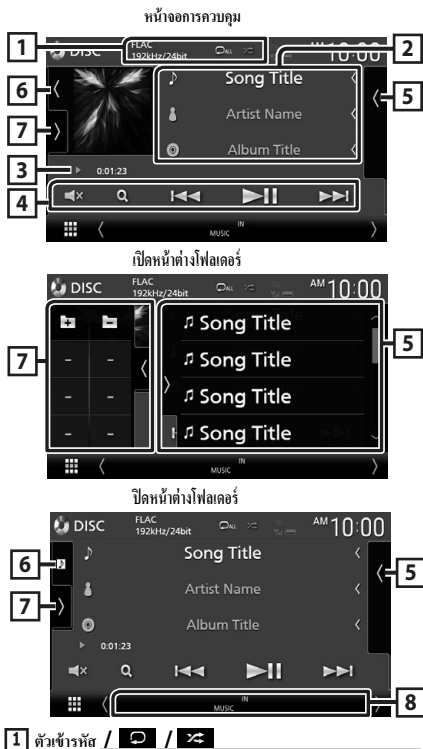 หน้าจอการควบคุม
1
2
DISC
FLAC
192kHz/24bit
ALL
10:00
6
Song Title
5
Artist Name
7
Album Title
3
0:01:23
4
IN
MUSIC
เปิดหน้าต่างโฟลเดอร์
DISC
FLAC
192kHz/24bit
ALL
AM 10:00
Song Title
5
7
Song Title
Song Title
Song Title
IN
MUSIC
ปิดหน้าต่างโฟลเดอร์
DISC
FLAC
192kHz/24bit
ALL
AM 10:00
6
Song Title
5
Artist Name
7
Album Title
0:01:23
IN
MUSIC
8
1 ตัวเข้ารหัส / /